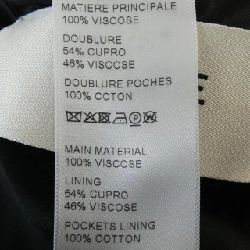 MATIERE PRINCIPALE
100% VISCOSE
DOUBLURE
54% CUPRO
46% VISCOSE
DOUBLURE POCHES
100% COTON
MAIN MATERIAL
100% VISCOSE
LINING
54% CUPRO
46% VISCOSE
POCKETS LINING
100% COTTON
E